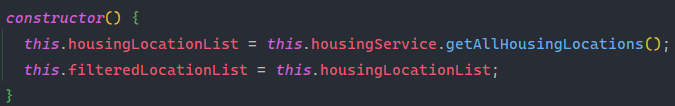 constructor() {
  this.housingLocationList = this.housingService.getAllHousingLocations();
  this.filteredLocationList = this.housingLocationList;
}